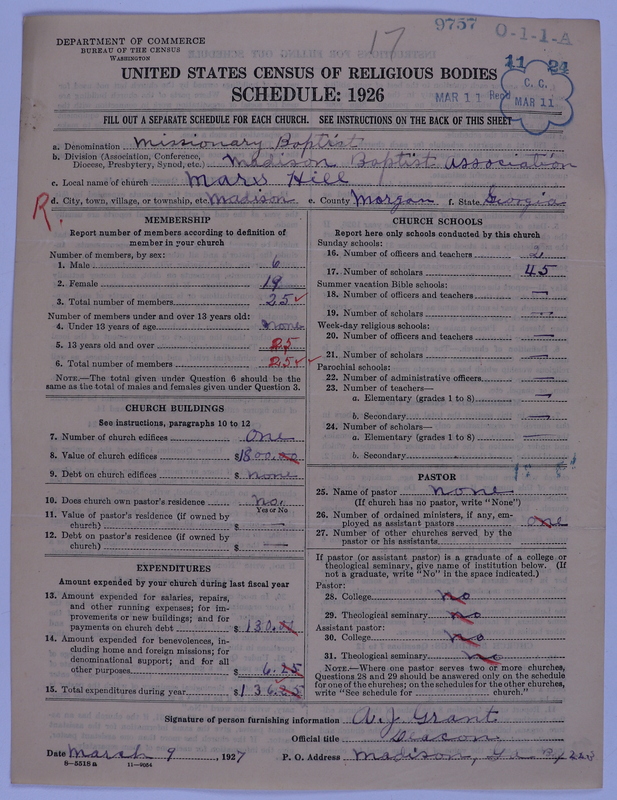 17
9757 O-1-1-A
DEPARTMENT OF COMMERCE
BUREAU OF THE CENSUS
WASHINGTON
11 24
UNITED STATES CENSUS OF RELIGIOUS BODIES
SCHEDULE: 1926
MAR 11 Rec'd
C. C.
MAR 11
FILL OUT A SEPARATE SCHEDULE FOR EACH CHURCH. SEE INSTRUCTIONS ON THE BACK OF THIS SHEET
a. Denomination Missionary Baptist
b. Division (Association, Conference,
Diocese, Presbytery, Synod, etc.) Madison Baptist Association
c. Local name of church Mars Hill
R. d. City, town, village, or township, etc. Madison e. County Morgan f. State Georgia
MEMBERSHIP
Report number of members according to definition of
member in your church
Number of members, by sex:
1. Male 6
2. Female 19
3. Total number of members 25
Number of members under and over 13 years old:
4. Under 13 years of age none
5. 13 years old and over 25
6. Total number of members 25
NOTE.—The total given under Question 6 should be the
same as the total of males and females given under Question 3.
CHURCH BUILDINGS
See instructions, paragraphs 10 to 12
7. Number of church edifices one
8. Value of church edifices $1800.00
9. Debt on church edifices $ none
10. Does church own pastor's residence no.
Yes or No
11. Value of pastor's residence (if owned by
church) $ —
12. Debt on pastor's residence (if owned by
church) $ —
EXPENDITURES
Amount expended by your church during last fiscal year
13. Amount expended for salaries, repairs,
and other running expenses; for im-
provements or new buildings; and for
payments on church debt $ 130.
14. Amount expended for benevolences, in-
cluding home and foreign missions; for
denominational support; and for all
other purposes 6.25
15. Total expenditures during year $136.25
CHURCH SCHOOLS
Report here only schools conducted by this church
Sunday schools:
16. Number of officers and teachers 2
17. Number of scholars 45
Summer vacation Bible schools:
18. Number of officers and teachers —
19. Number of scholars —
Week-day religious schools:
20. Number of officers and teachers —
21. Number of scholars —
Parochial schools:
22. Number of administrative officers —
23. Number of teachers—
a. Elementary (grades 1 to 8) —
b. Secondary —
24. Number of scholars—
a. Elementary (grades 1 to 8) —
b. Secondary
PASTOR
25. Name of pastor none
(If church has no pastor, write "None")
26. Number of ordained ministers, if any, em-
ployed as assistant pastors one
27. Number of other churches served by the
pastor or his assistants
If pastor (or assistant pastor) is a graduate of a college or
theological seminary, give name of institution below. (If
not a graduate, write "No" in the space indicated.)
Pastor:
28. College no
29. Theological seminary no
Assistant pastor:
30. College no
31. Theological seminary no
NOTE.—Where one pastor serves two or more churches,
Questions 28 and 29 should be answered only on the schedule
for one of the churches; on the schedules for the other churches,
write "See schedule for church."
Signature of person furnishing information A. J. Grant
Official title Deacon
Date March 9, 1927 P. O. Address Madison, Ga.
8—5518 a 11—9054